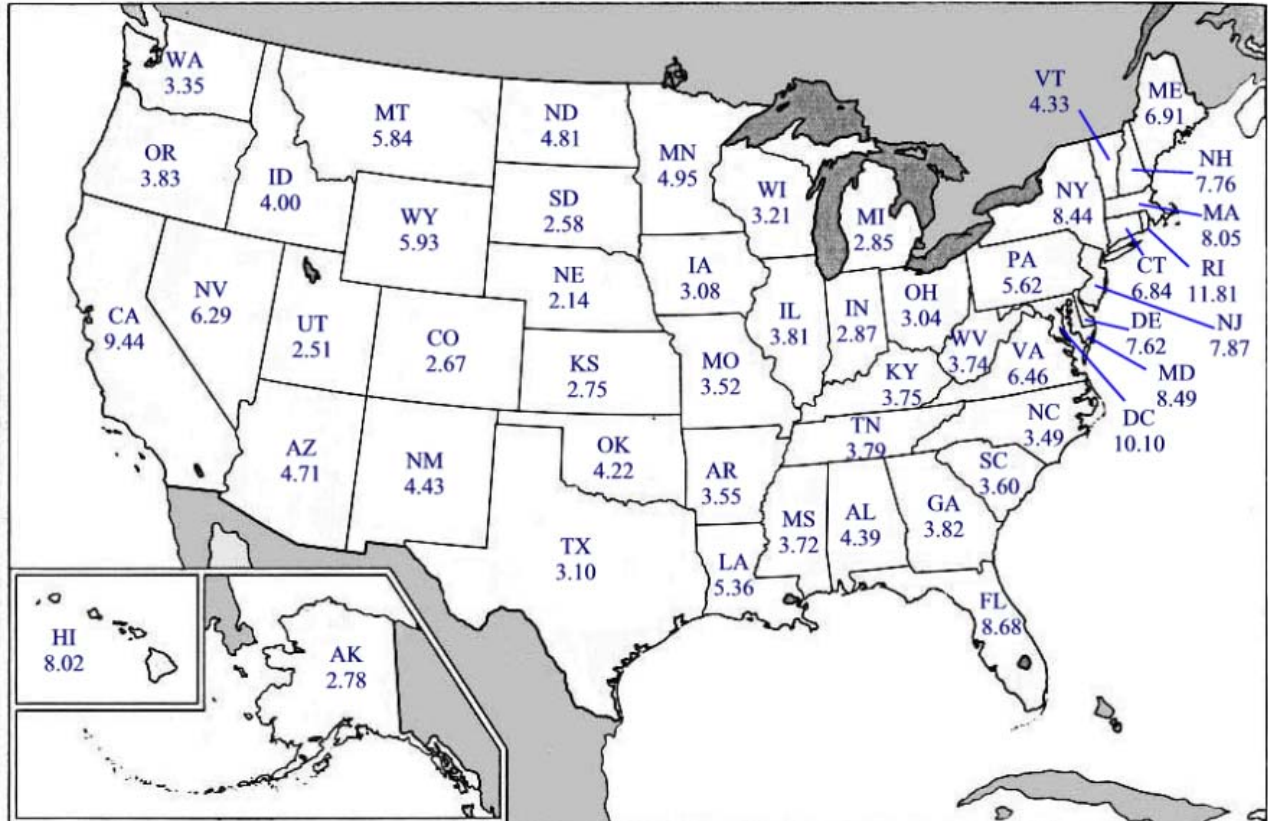 WA
3.35
MT
5.84
ND
4.81
MN
4.95
VT
4.33
ME
6.91
OR
3.83
ID
4.00
WY
5.93
SD
2.58
WI
3.21
MI
2.85
NY
8.44
NH
7.76
MA
8.05
CA
9.44
NV
6.29
UT
2.51
CO
2.67
NE
2.14
IA
3.08
IL
3.81
IN
2.87
OH
3.04
PA
5.62
CT
6.84
RI
11.81
NJ
7.87
DE
7.62
MD
8.49
DC
10.10
KS
2.75
MO
3.52
KY
3.75
WV
3.74
VA
6.46
AZ
4.71
NM
4.43
OK
4.22
AR
3.55
TN
3.79
NC
3.49
SC
3.60
TX
3.10
LA
5.36
MS
3.72
AL
4.39
GA
3.82
FL
8.68
HI
8.02
AK
2.78